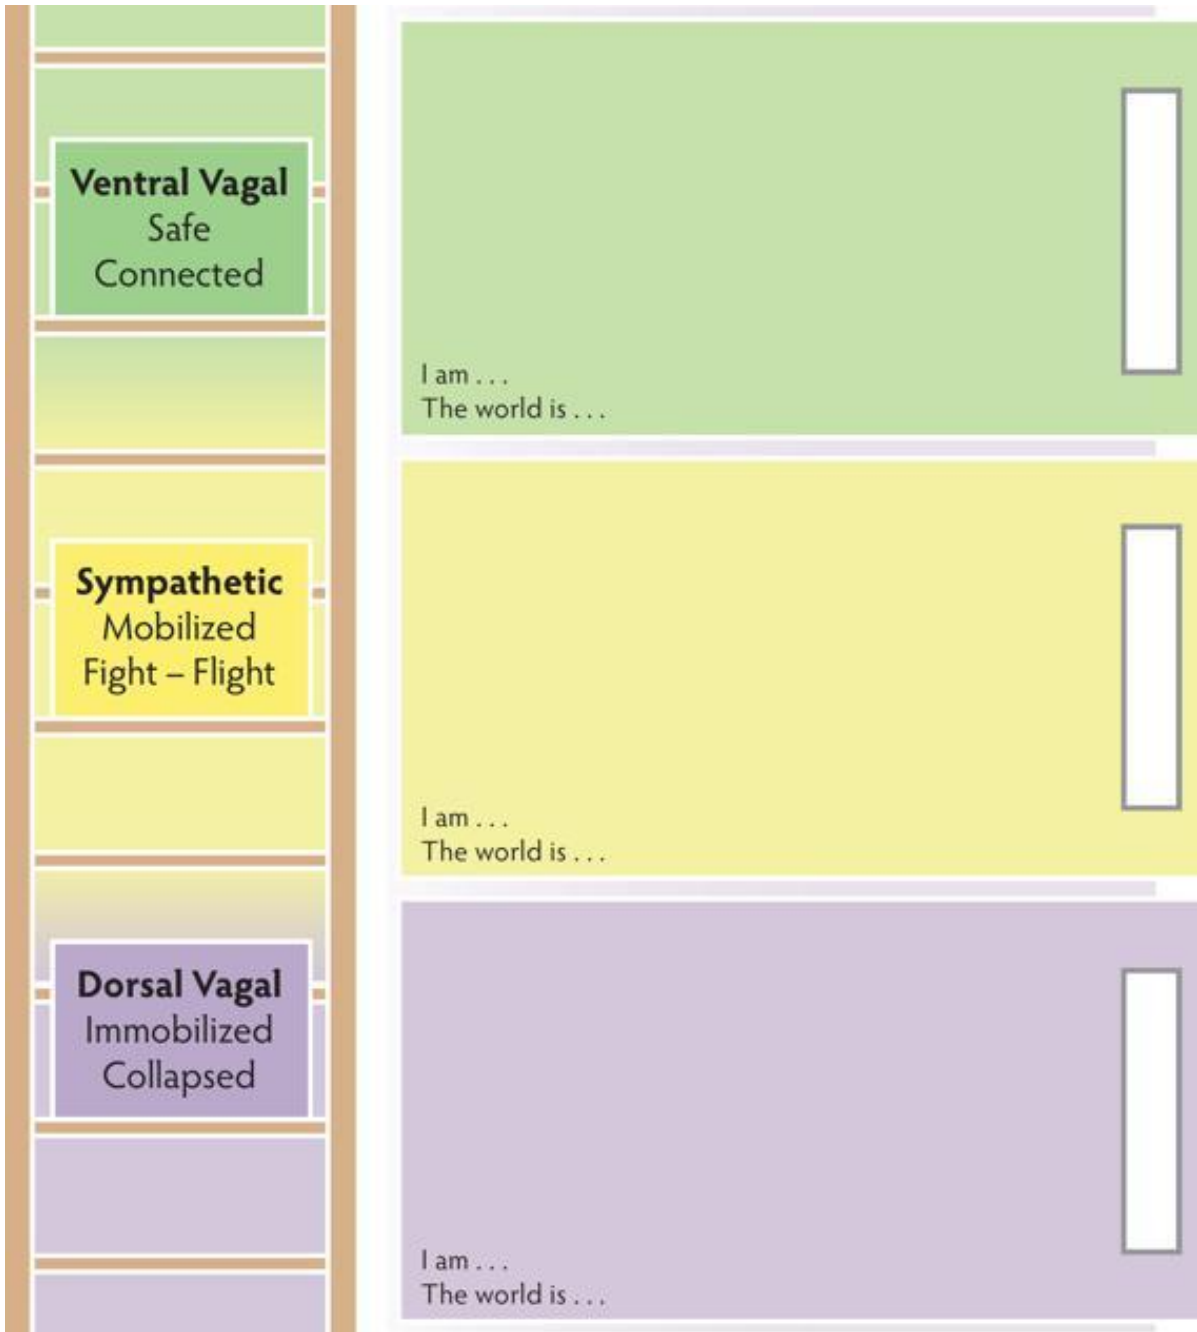 Ventral Vagal
Safe
Connected
I am . . .
The world is . . .
Sympathetic
Mobilized
Fight – Flight
I am . . .
The world is . . .
Dorsal Vagal
Immobilized
Collapsed
I am . . .
The world is . . .